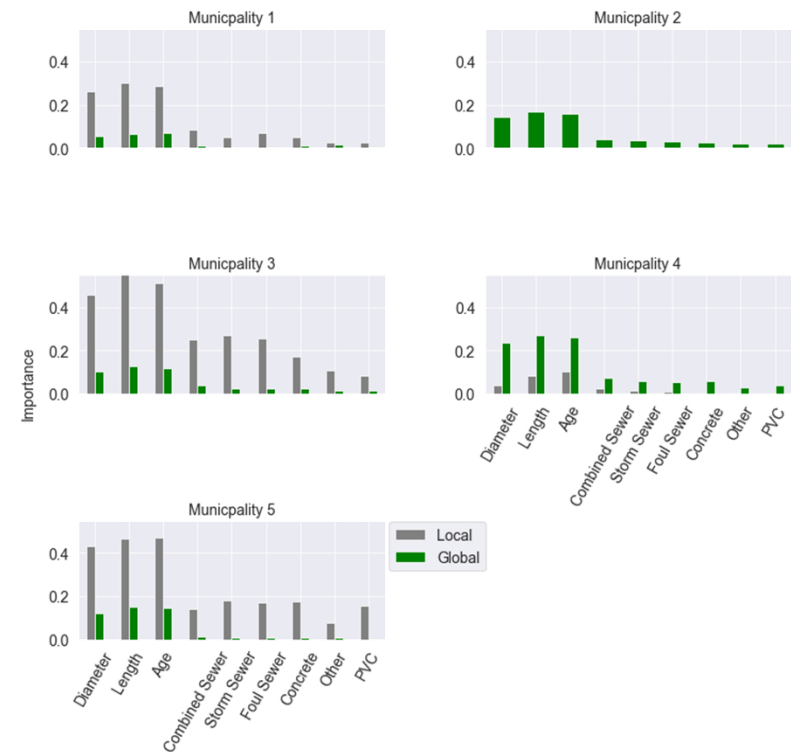 Municpality 1
Municpality 2
0.4
0.2
0.0
0.4
0.2
0.0
Municpality 3
Municpality 4
0.4
0.2
0.0
0.4
0.2
0.0
Importance
Diameter
Length
Age
Combined Sewer
Storm Sewer
Foul Sewer
Concrete
Other
PVC
Municpality 5
0.4
0.2
0.0
Local
Global
Diameter
Length
Age
Combined Sewer
Storm Sewer
Foul Sewer
Concrete
Other
PVC